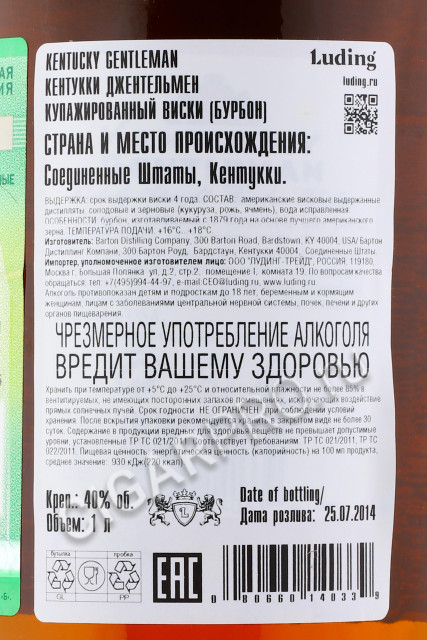 KENTUCKY GENTLEMAN
КЕНТУККИ ДЖЕНТЕЛЬМЕН
КУПАЖИРОВАННЫЙ ВИСКИ (БУРБОН)
Luding
luding.ru
СТРАНА И МЕСТО ПРОИСХОЖДЕНИЯ:
Соединенные Штаты, Кентукки.
ВЫДЕРЖКА: срок выдержки виски 4 года. СОСТАВ: американские висковые выдержанные
дистилляты: солодовые и зерновые (кукуруза, рожь, ячмень), вода исправленная
ОСОБЕННОСТИ: бурбон, изготавливаемый с 1879 года на основе лучшего американского
зерна. ТЕМПЕРАТУРА ПОДАЧИ: +16°С...+18°С.
Изготовитель: Barton Distilling Company, 300 Barton Road, Bardstown, KY 40004, USA/ Бартон
Дистиллинг Компани, 300 Бартон Роуд, Бардстаун, Кентукки 40004, Соединенные Штаты.
Импортер, уполномоченное изготовителем лицо: ООО "ЛУДИНГ-ТРЕЙД", РОССИЯ, 119180,
Москва г, Большая Полянка ул, д.2, стр.2, помещение 1, комната 19. По вопросам качества
обращаться: тел. +7(495)994-44-97, e-mail:CEO@luding.ru, www.luding.ru.
Алкоголь противопоказан детям и подросткам до 18 лет, беременным и кормящим
женщинам, лицам с заболеваниями центральной нервной системы, почек, печени и других
органов пищеварения.
ЧРЕЗМЕРНОЕ УПОТРЕБЛЕНИЕ АЛКОГОЛЯ
ВРЕДИТ ВАШЕМУ ЗДОРОВЬЮ
Хранить при температуре от +5°С до +25°С и относительной влажности не более 85% в
вентилируемых, не имеющих посторонних запахов помещениях, исключая воздействие
прямых солнечных лучей. Срок годности НЕ ОГРАНИЧЕН при соблюдении условий
хранения. После вскрытия упаковки рекомендуется хранить в закрытом виде не более 30
суток. Содержание в продукции вредных для здоровья веществ не превышает допустимые
уровни, установленные ТР ТС 021/2011. Соответствует требованиям ТР ТС 021/2011, ТР ТС
022/2011. Пищевая ценность: энергетическая ценность (калорийность) на 100 мл продукта,
среднее значение: 930 кДж(220 ккал).
Креп.: 40% об.
Объем: 1 л
Date of bottling/
Дата розлива: 25.07.2014
бутылка
пробка
GL
PP
EAC
0 80660 14033 9
CIGARPRO.RU